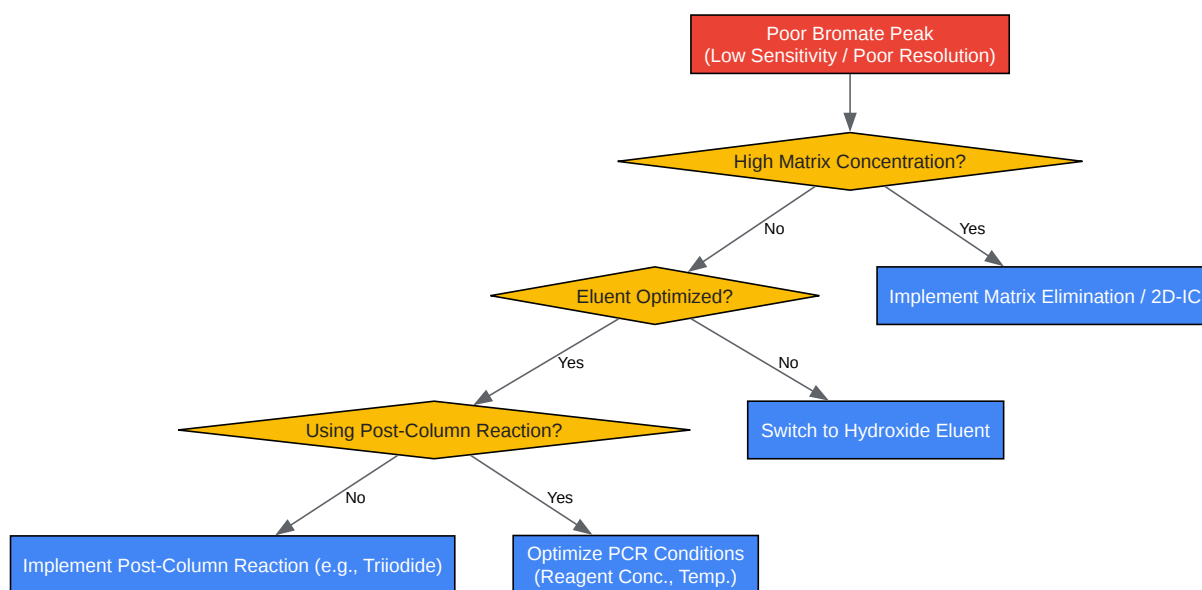 Poor Bromate Peak
(Low Sensitivity / Poor Resolution)
High Matrix Concentration?
No
Yes
Eluent Optimized?
Implement Matrix Elimination / 2D-IC
Yes
No
Using Post-Column Reaction?
Switch to Hydroxide Eluent
No
Yes
Implement Post-Column Reaction (e.g., Triiodide)
Optimize PCR Conditions
(Reagent Conc., Temp.)